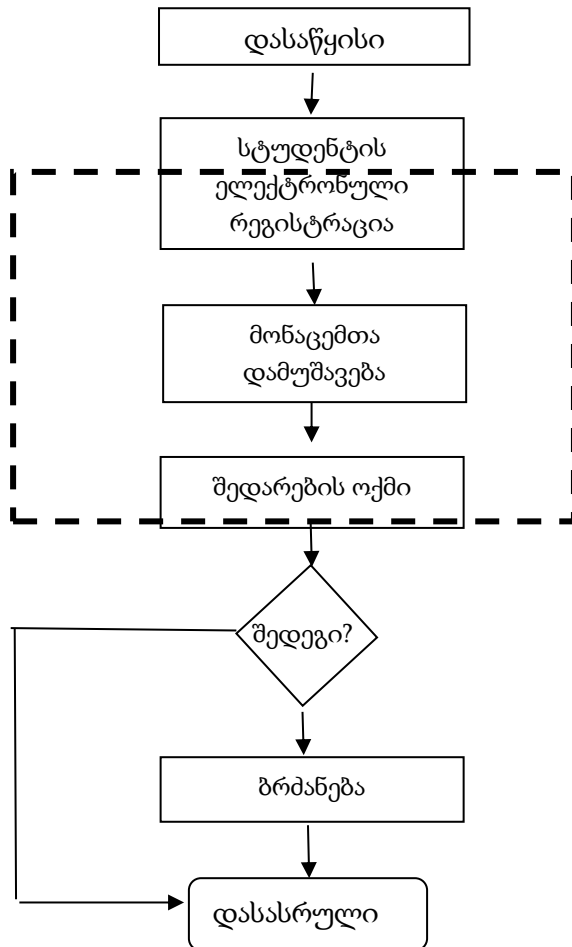 დასაწყისი
სტუდენტის
ელექტრონული
რეგისტრაცია
მონაცემთა
დამუშავება
შედარების ოქმი
შედეგი?
ბრძანება
დასასრული